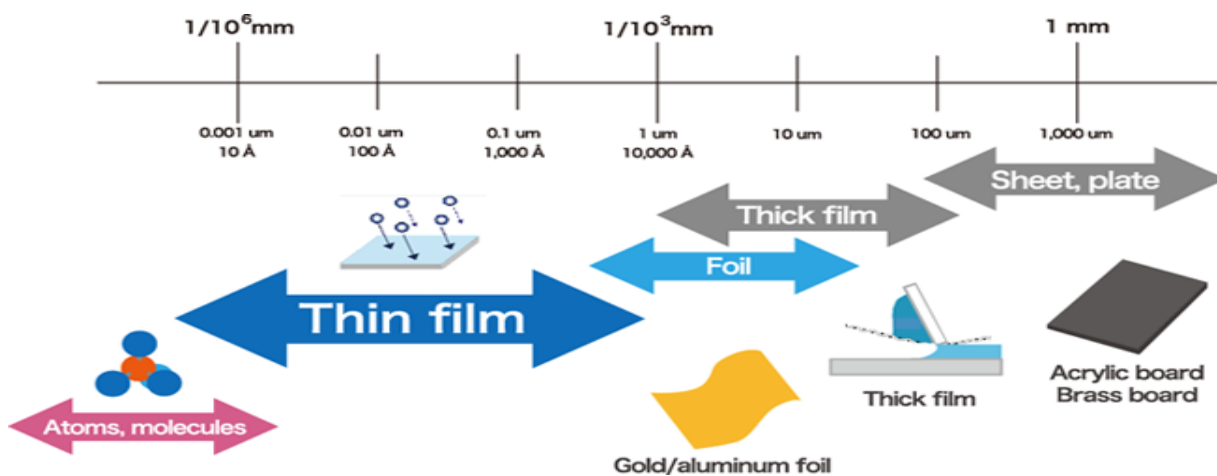 1/10⁶mm
1/10³mm
1 mm
0.001 um
10 Å
0.01 um
100 Å
0.1 um
1,000 Å
1 um
10,000 Å
10 um
100 um
1,000 um
Sheet, plate
Thick film
Foil
Thin film
Atoms, molecules
Gold/aluminum foil
Thick film
Acrylic board
Brass board